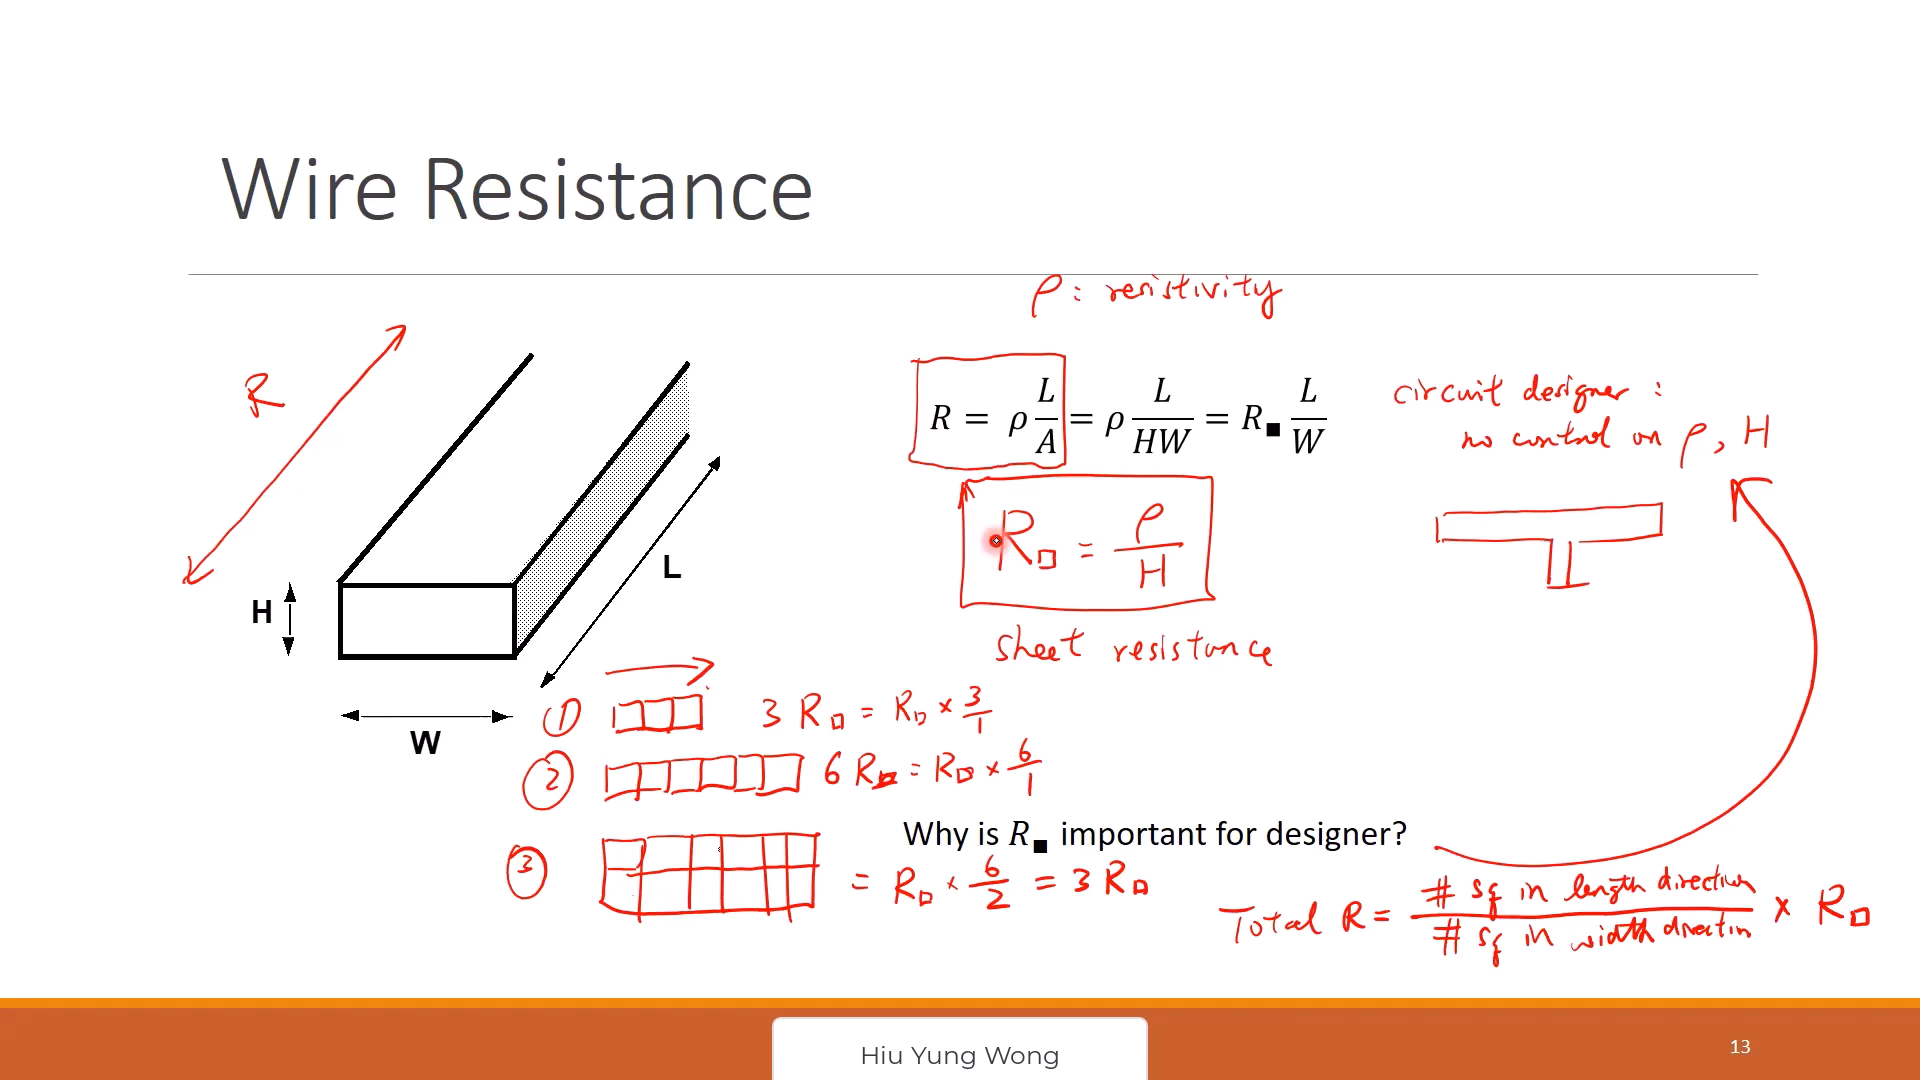 Wire Resistance
ρ : resistivity
R
R = ρ L/A = ρ L/HW = R■ L/W
circuit designer :
no control on ρ, H
R□ = ρ/H
H
L
W
sheet resistance
① 3 R□ = R□ × 3/1
② 6 R□ = R□ × 6/1
Why is R■ important for designer?
③ = R□ × 6/2 = 3 R□
Total R = # sq in length direction / # sq in width direction × R□
Hiu Yung Wong
13